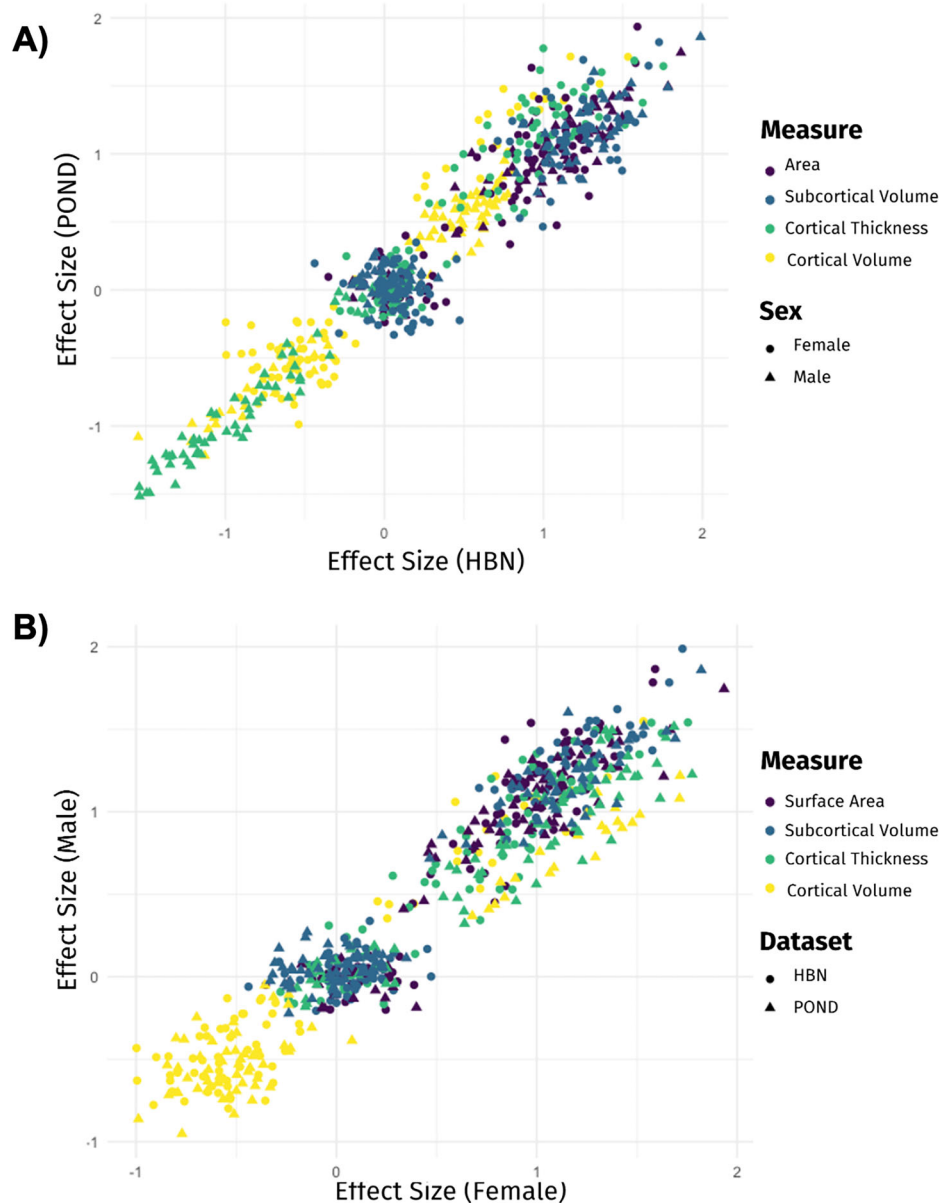 A)
2
1
0
-1
Effect Size (POND)
-1
0
1
2
Effect Size (HBN)
Measure
Area
Subcortical Volume
Cortical Thickness
Cortical Volume
Sex
Female
Male
B)
2
1
0
-1
Effect Size (Male)
-1
0
1
2
Effect Size (Female)
Measure
Surface Area
Subcortical Volume
Cortical Thickness
Cortical Volume
Dataset
HBN
POND